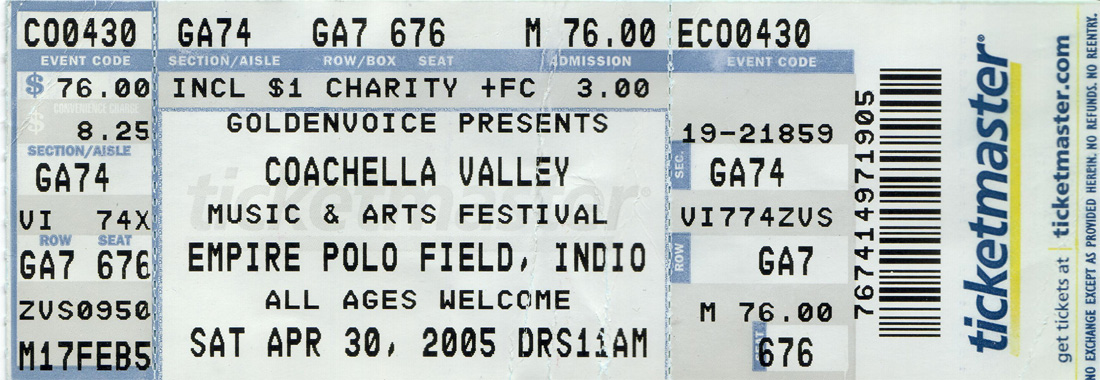 CO0430 GA74 GA7 676 M 76.00 ECO0430
EVENT CODE SECTION/AISLE ROW/BOX SEAT ADMISSION EVENT CODE
$ 76.00 INCL $1 CHARITY +FC 3.00
CONVENIENCE CHARGE
$ 8.25
SECTION/AISLE
GA74
VI 74X
ROW SEAT
GA7 676
ZVS0950
M17FEB5
GOLDENVOICE PRESENTS
COACHELLA VALLEY
ticketmaster®
MUSIC & ARTS FESTIVAL
EMPIRE POLO FIELD, INDIO
ALL AGES WELCOME
SAT APR 30, 2005 DRS11AM
19-21859
SEC. GA74
VI774ZVS
ROW GA7
M 76.00
676
767414971905
ticketmaster®
get tickets at ticketmaster.com
NO EXCHANGE EXCEPT AS PROVIDED HEREIN, NO REFUNDS, NO REENTRY.